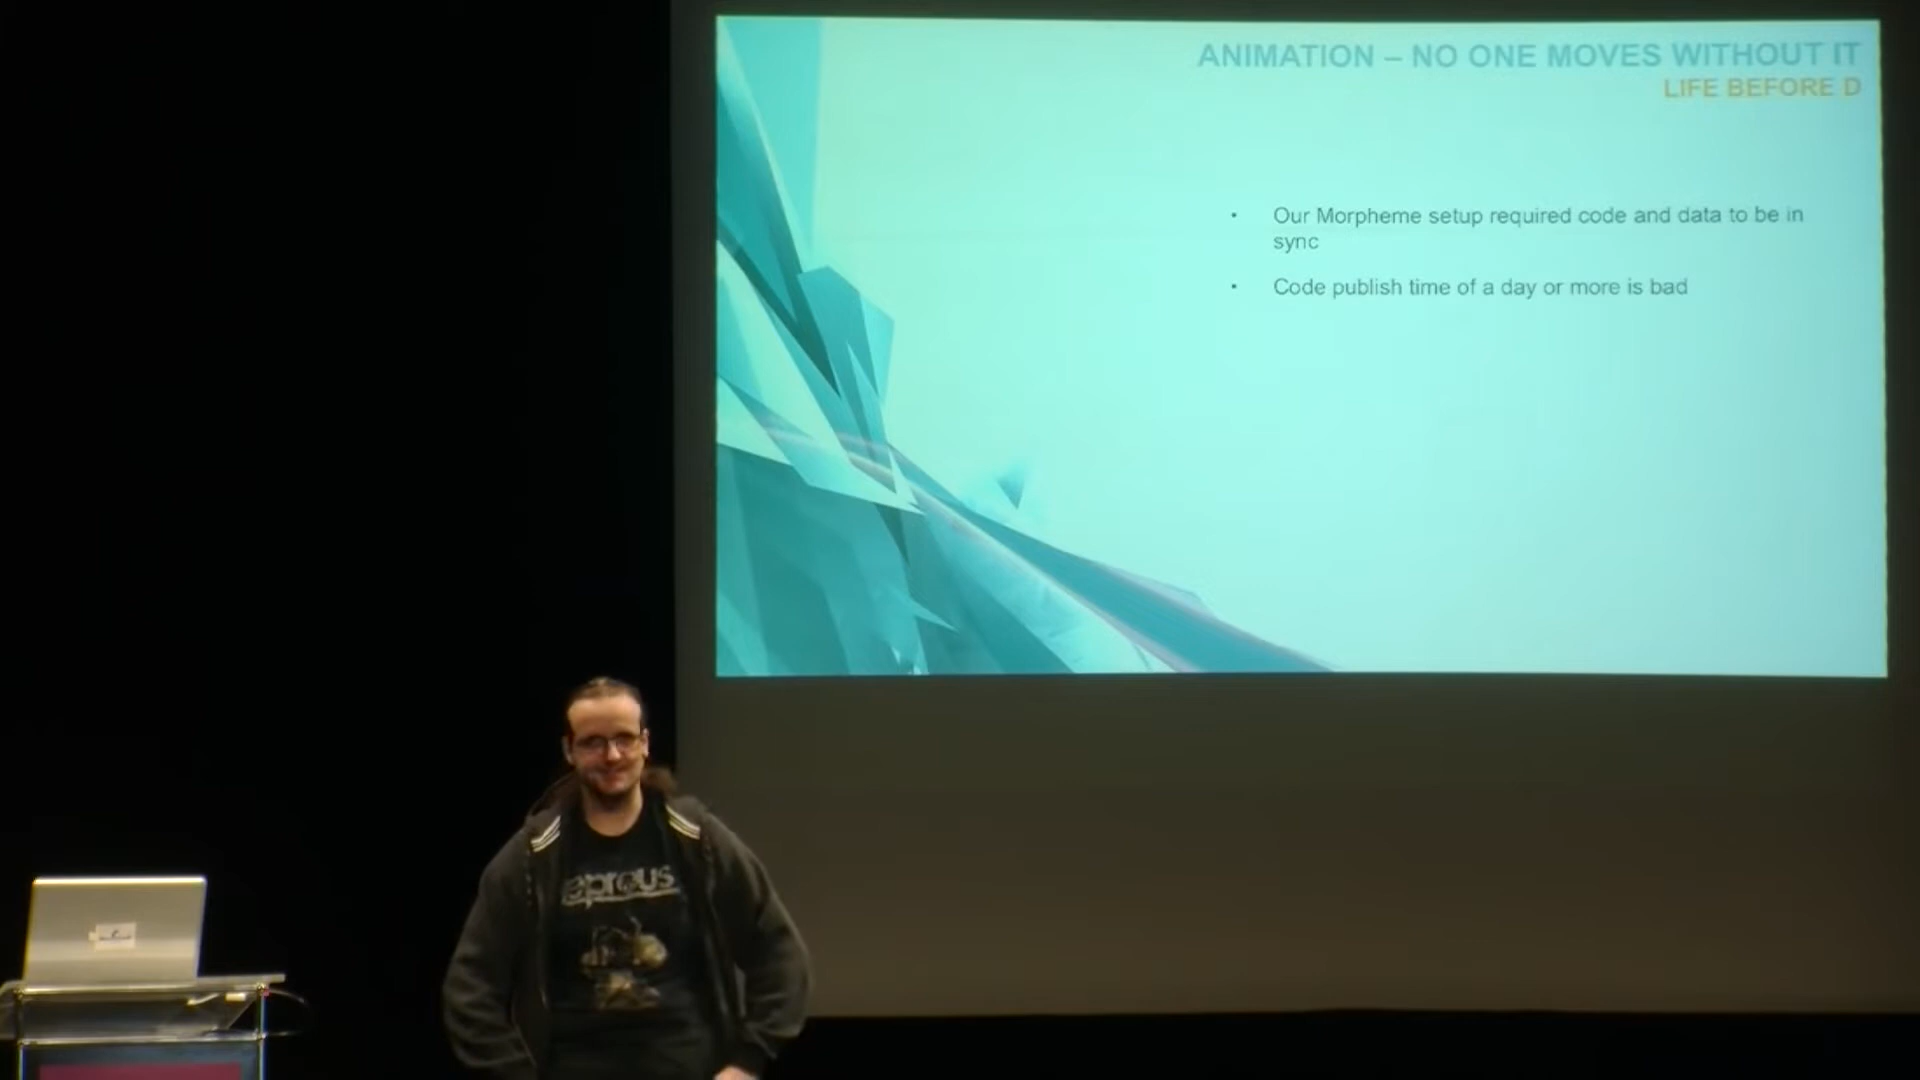 ANIMATION – NO ONE MOVES WITHOUT IT
LIFE BEFORE D
• Our Morpheme setup required code and data to be in
sync
• Code publish time of a day or more is bad
eprous